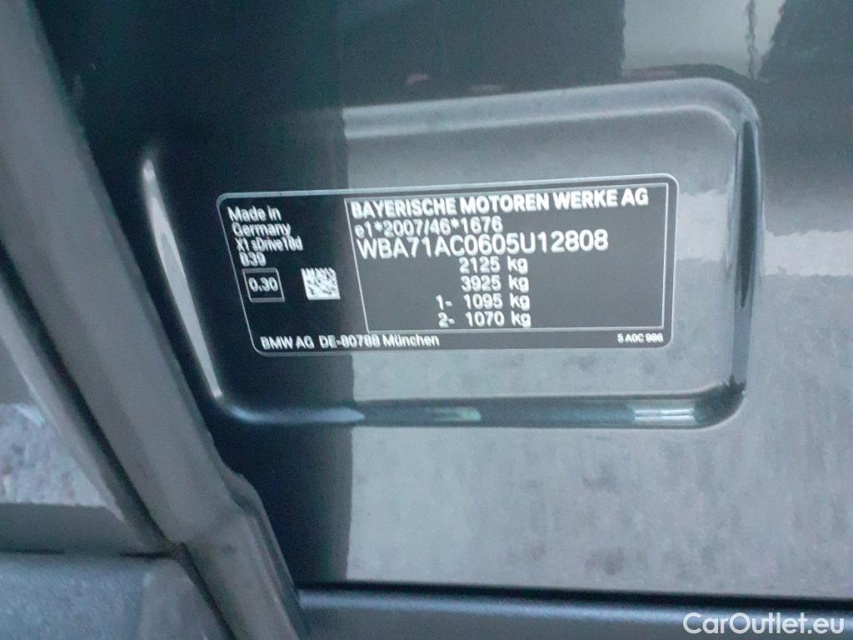 Made in
Germany
X1 sDrive18d
B39
0.30
BAYERISCHE MOTOREN WERKE AG
e1*2007/46*1676
WBA71AC0605U12808
2125 kg
3925 kg
1- 1095 kg
2- 1070 kg
BMW AG DE-80788 München
5 A0C 986
CarOutlet.eu